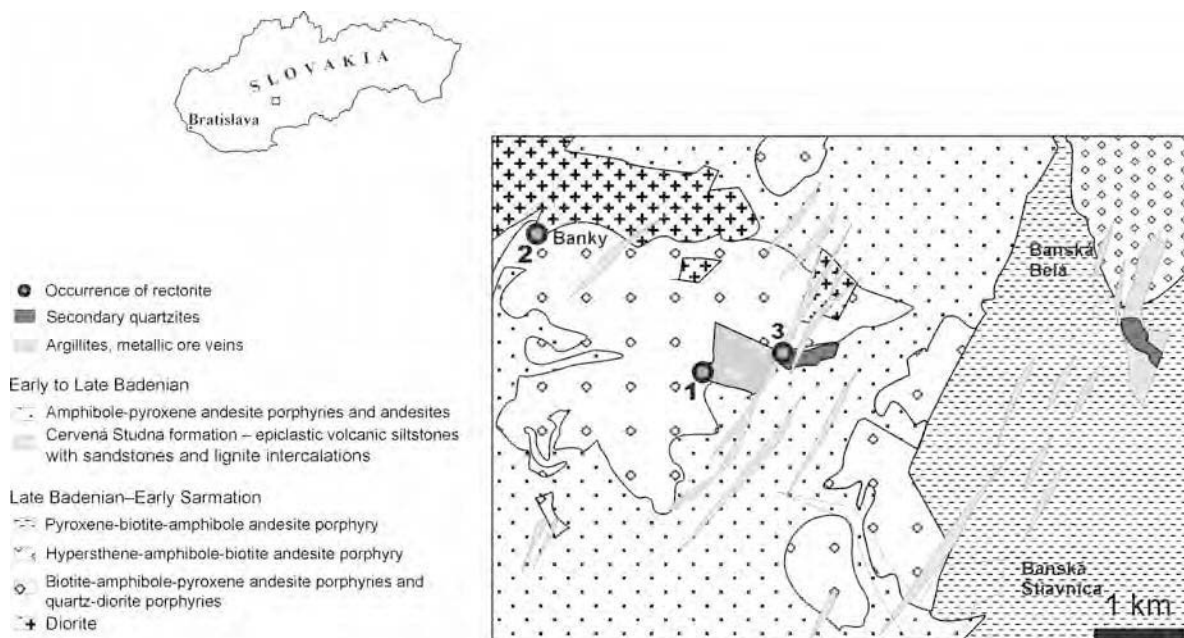 SLOVAKIA
Bratislava
Occurrence of rectorite
Secondary quartzites
Argillites, metallic ore veins
Early to Late Badenian
Amphibole-pyroxene andesite porphyries and andesites
Cervená Studna formation – epiclastic volcanic siltstones
with sandstones and lignite intercalations
Late Badenian–Early Sarmation
Pyroxene-biotite-amphibole andesite porphyry
Hypersthene-amphibole-biotite andesite porphyry
Biotite-amphibole-pyroxene andesite porphyries and
quartz-diorite porphyries
Diorite
2
Banky
3
1
Banská
Belá
Banská
Štiavnica
1 km